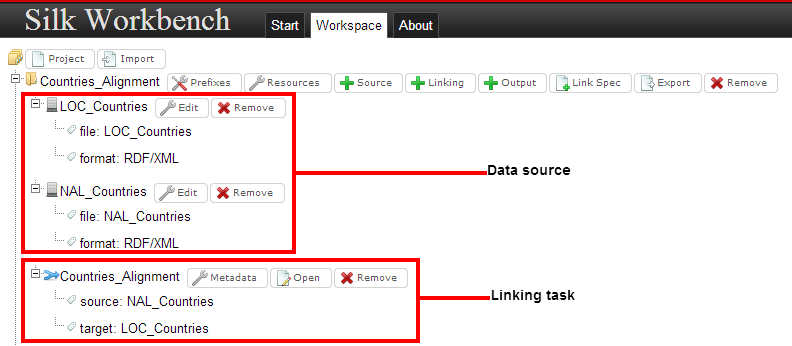 Silk Workbench Start Workspace About
Project Import
Countries_Alignment Prefixes Resources Source Linking Output Link Spec Export Remove
LOC_Countries Edit Remove
file: LOC_Countries
format: RDF/XML
Data source
NAL_Countries Edit Remove
file: NAL_Countries
format: RDF/XML
Countries_Alignment Metadata Open Remove
Linking task
source: NAL_Countries
target: LOC_Countries